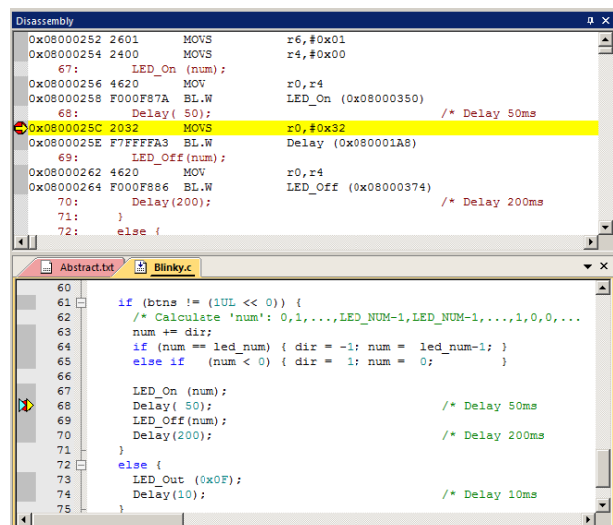 Disassembly
0x08000252 2601 MOVS r6,#0x01
0x08000254 2400 MOVS r4,#0x00
67: LED_On (num);
0x08000256 4620 MOV r0,r4
0x08000258 F000F87A BL.W LED_On (0x08000350)
68: Delay( 50); /* Delay 50ms
0x0800025C 2032 MOVS r0,#0x32
0x0800025E F7FFFFA3 BL.W Delay (0x080001A8)
69: LED_Off(num);
0x08000262 4620 MOV r0,r4
0x08000264 F000F886 BL.W LED_Off (0x08000374)
70: Delay(200); /* Delay 200ms
71: }
72: else {
Abstract.txt Blinky.c
60
61 if (btns != (1UL << 0)) {
62 /* Calculate 'num': 0,1,...,LED_NUM-1,LED_NUM-1,...,1,0,0,...
63 num += dir;
64 if (num == led_num) { dir = -1; num = led_num-1; }
65 else if (num < 0) { dir = 1; num = 0; }
66
67 LED_On (num);
68 Delay( 50); /* Delay 50ms
69 LED_Off(num);
70 Delay(200); /* Delay 200ms
71 }
72 else {
73 LED_Out (0x0F);
74 Delay(10); /* Delay 10ms
75 }